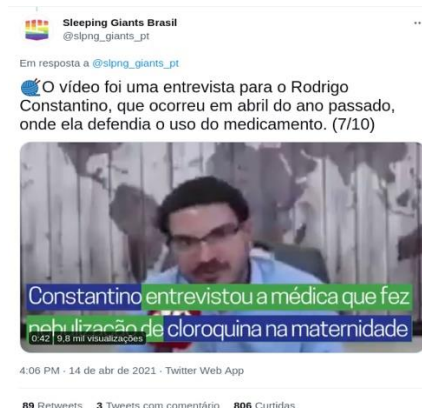 Sleeping Giants Brasil
@slpng_giants_pt
Em resposta a @slpng_giants_pt
O vídeo foi uma entrevista para o Rodrigo
Constantino, que ocorreu em abril do ano passado,
onde ela defendia o uso do medicamento. (7/10)
Constantino entrevistou a médica que fez
nebulização de cloroquina na maternidade
0:42 9,8 mil visualizações
4:06 PM · 14 de abr de 2021 · Twitter Web App
89 Retweets 3 Tweets com comentário 806 Curtidas